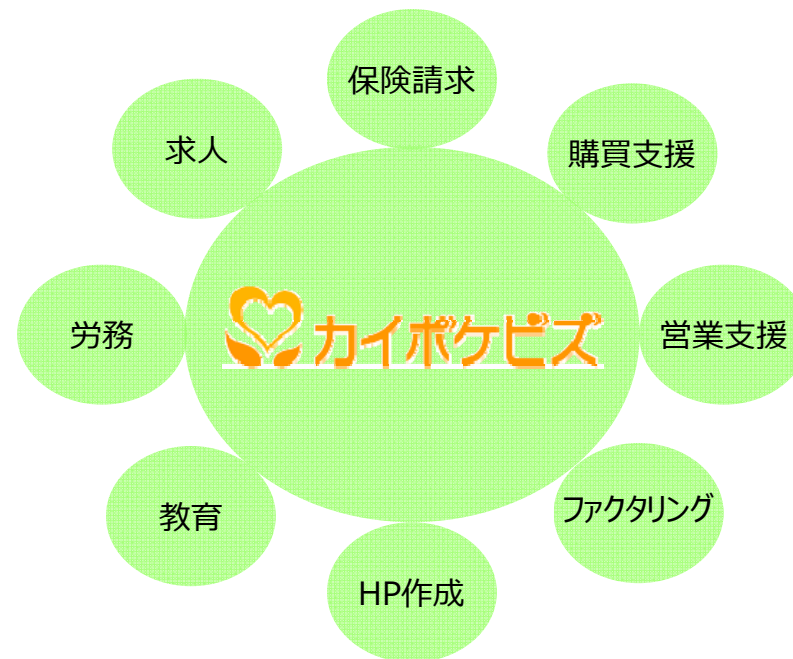 保険請求
求人
購買支援
労務
カイポケビズ
営業支援
教育
ファクタリング
HP作成